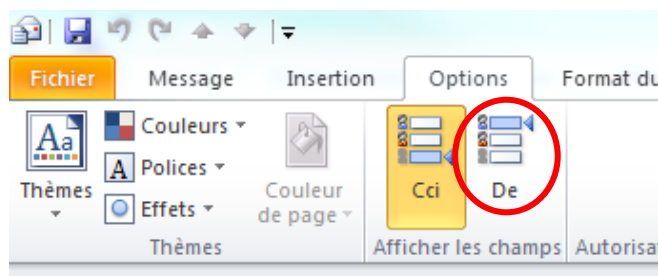 Fichier Message Insertion Options Format du
Aa Couleurs
A Polices
Thèmes Effets Couleur de page Cci De
Thèmes Afficher les champs Autorisa